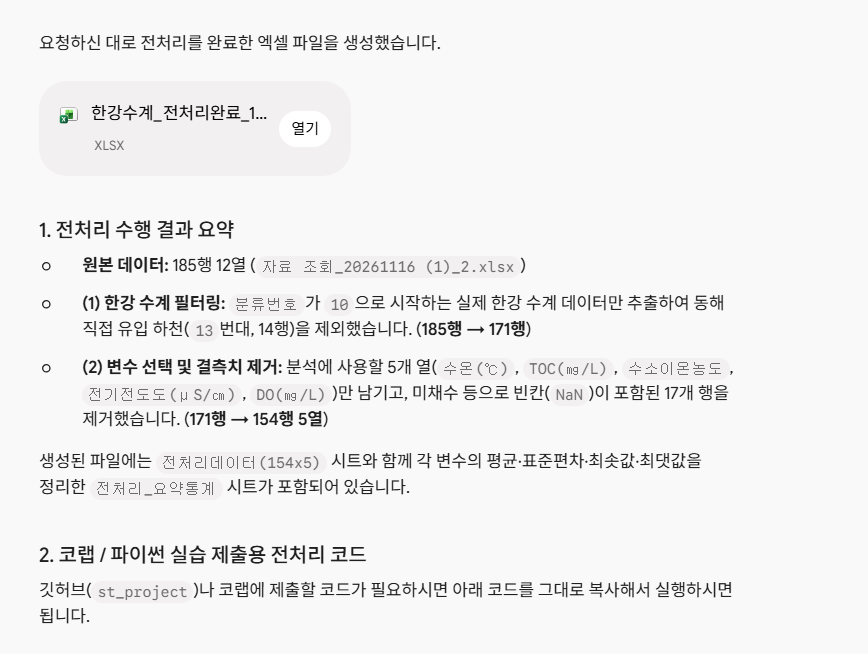 요청하신 대로 전처리를 완료한 엑셀 파일을 생성했습니다.
한강수계_전처리완료_1...
열기
XLSX
1. 전처리 수행 결과 요약
원본 데이터: 185행 12열 ( 자료 조회_20261116 (1)_2.xlsx )
(1) 한강 수계 필터링: 분류번호 가 10 으로 시작하는 실제 한강 수계 데이터만 추출하여 동해
직접 유입 하천( 13 번대, 14행)을 제외했습니다. (185행 → 171행)
(2) 변수 선택 및 결측치 제거: 분석에 사용할 5개 열( 수온(℃) , TOC(㎎/L) , 수소이온농도 ,
전기전도도(μS/㎝) , DO(㎎/L) )만 남기고, 미채수 등으로 빈칸( NaN )이 포함된 17개 행을
제거했습니다. (171행 → 154행 5열)
생성된 파일에는 전처리데이터(154x5) 시트와 함께 각 변수의 평균·표준편차·최솟값·최댓값을
정리한 전처리_요약통계 시트가 포함되어 있습니다.
2. 코랩 / 파이썬 실습 제출용 전처리 코드
깃허브( st_project )나 코랩에 제출할 코드가 필요하시면 아래 코드를 그대로 복사해서 실행하시면
됩니다.